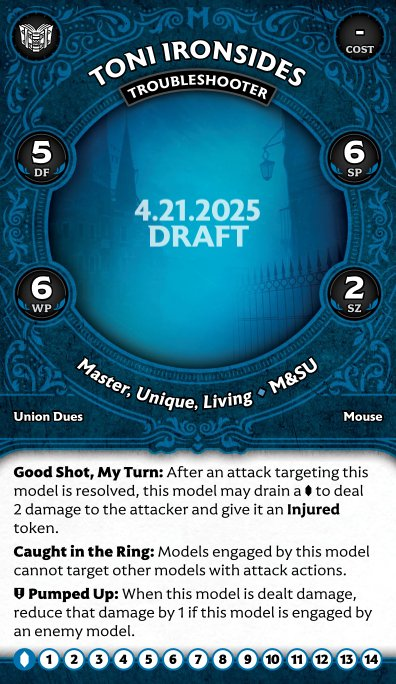 -
COST
TONI IRONSIDES
TROUBLESHOOTER
5
DF
6
SP
4.21.2025
DRAFT
6
WP
2
SZ
Master, Unique, Living ⬧ M&SU
Union Dues
Mouse
Good Shot, My Turn: After an attack targeting this
model is resolved, this model may drain a ⬧ to deal
2 damage to the attacker and give it an Injured
token.
Caught in the Ring: Models engaged by this model
cannot target other models with attack actions.
Pumped Up: When this model is dealt damage,
reduce that damage by 1 if this model is engaged by
an enemy model.
1 2 3 4 5 6 7 8 9 10 11 12 13 14